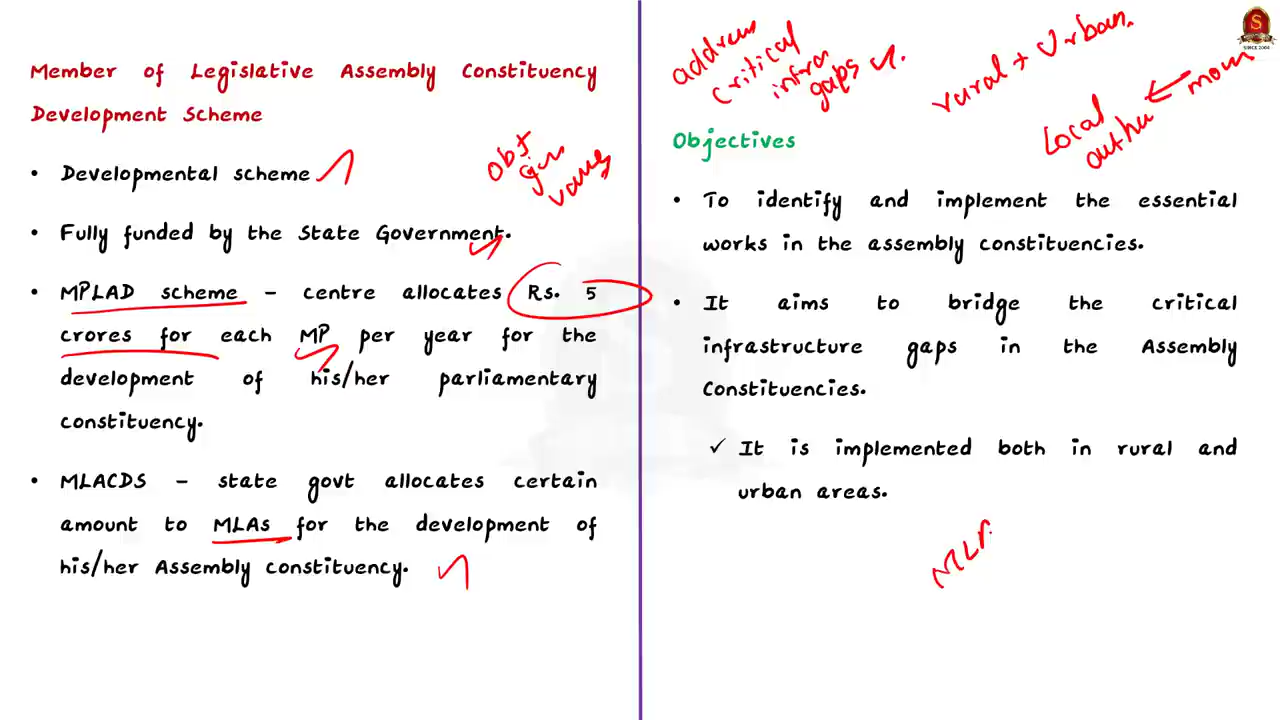 Member of Legislative Assembly Constituency
Development Scheme
• Developmental scheme
• Fully funded by the State Government.
• MPLAD scheme – centre allocates Rs. 5
crores for each MP per year for the
development of his/her parliamentary
constituency.
• MLACDS – state govt allocates certain
amount to MLAs for the development of
his/her Assembly constituency.
address
critical
infra
gaps
rural + Urban
Local
S
SINCE 2004
Objectives
• To identify and implement the essential
works in the assembly constituencies.
• It aims to bridge the critical
infrastructure gaps in the Assembly
Constituencies.
✓ It is implemented both in rural and
urban areas.